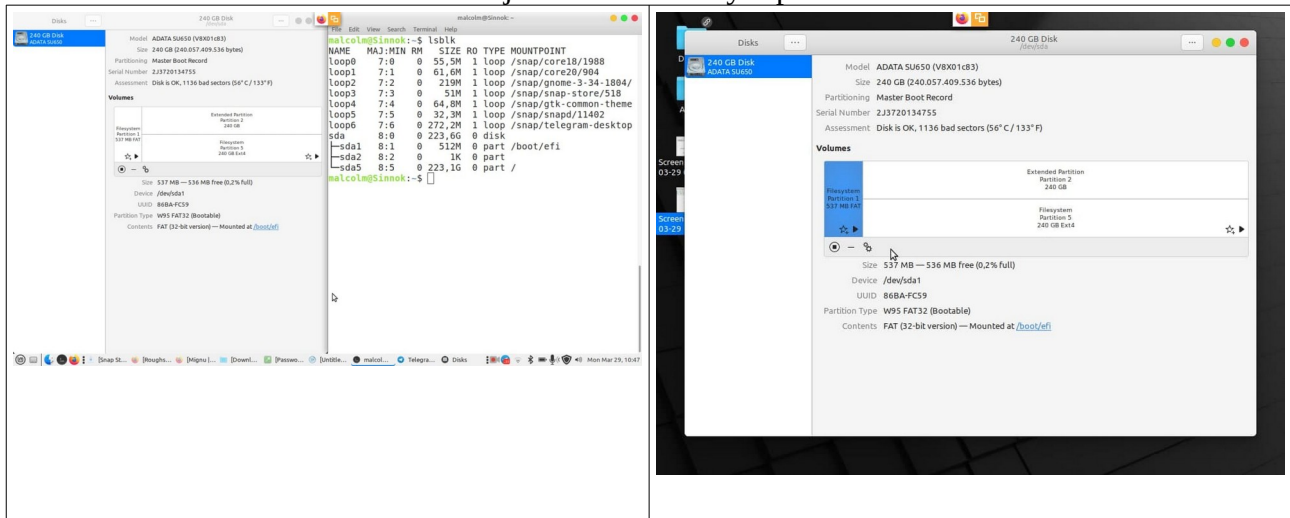 Disks
240 GB Disk
/dev/sda
240 GB Disk
ADATA SU650
Model ADATA SU650 (V8X01c83)
Size 240 GB (240.057.409.536 bytes)
Partitioning Master Boot Record
Serial Number 2J3720134755
Assessment Disk is OK, 1136 bad sectors (56° C / 133° F)
Volumes
Filesystem
Partition 1
537 MB FAT
Extended Partition
Partition 2
240 GB
Filesystem
Partition 5
240 GB Ext4
Size 537 MB — 536 MB free (0,2% full)
Device /dev/sda1
UUID 86BA-FC59
Partition Type W95 FAT32 (Bootable)
Contents FAT (32-bit version) — Mounted at /boot/efi
malcolm@Sinnok: ~
File Edit View Search Terminal Help
malcolm@Sinnok:~$ lsblk
NAME MAJ:MIN RM SIZE RO TYPE MOUNTPOINT
loop0 7:0 0 55,5M 1 loop /snap/core18/1988
loop1 7:1 0 61,6M 1 loop /snap/core20/904
loop2 7:2 0 219M 1 loop /snap/gnome-3-34-1804/
loop3 7:3 0 51M 1 loop /snap/snap-store/518
loop4 7:4 0 64,8M 1 loop /snap/gtk-common-theme
loop5 7:5 0 32,3M 1 loop /snap/snapd/11402
loop6 7:6 0 272,2M 1 loop /snap/telegram-desktop
sda 8:0 0 223,6G 0 disk
├─sda1 8:1 0 512M 0 part /boot/efi
├─sda2 8:2 0 1K 0 part
└─sda5 8:5 0 223,1G 0 part /
malcolm@Sinnok:~$
[Snap St... [Roughs... [Mignu (... [Downl... [Passwo... [Untitle... malcol... Telegra... Disks Mon Mar 29, 10:47
Screen
03-29
Screen
03-29
Disks
240 GB Disk
/dev/sda
240 GB Disk
ADATA SU650
Model ADATA SU650 (V8X01c83)
Size 240 GB (240.057.409.536 bytes)
Partitioning Master Boot Record
Serial Number 2J3720134755
Assessment Disk is OK, 1136 bad sectors (56° C / 133° F)
Volumes
Filesystem
Partition 1
537 MB FAT
Extended Partition
Partition 2
240 GB
Filesystem
Partition 5
240 GB Ext4
Size 537 MB — 536 MB free (0,2% full)
Device /dev/sda1
UUID 86BA-FC59
Partition Type W95 FAT32 (Bootable)
Contents FAT (32-bit version) — Mounted at /boot/efi